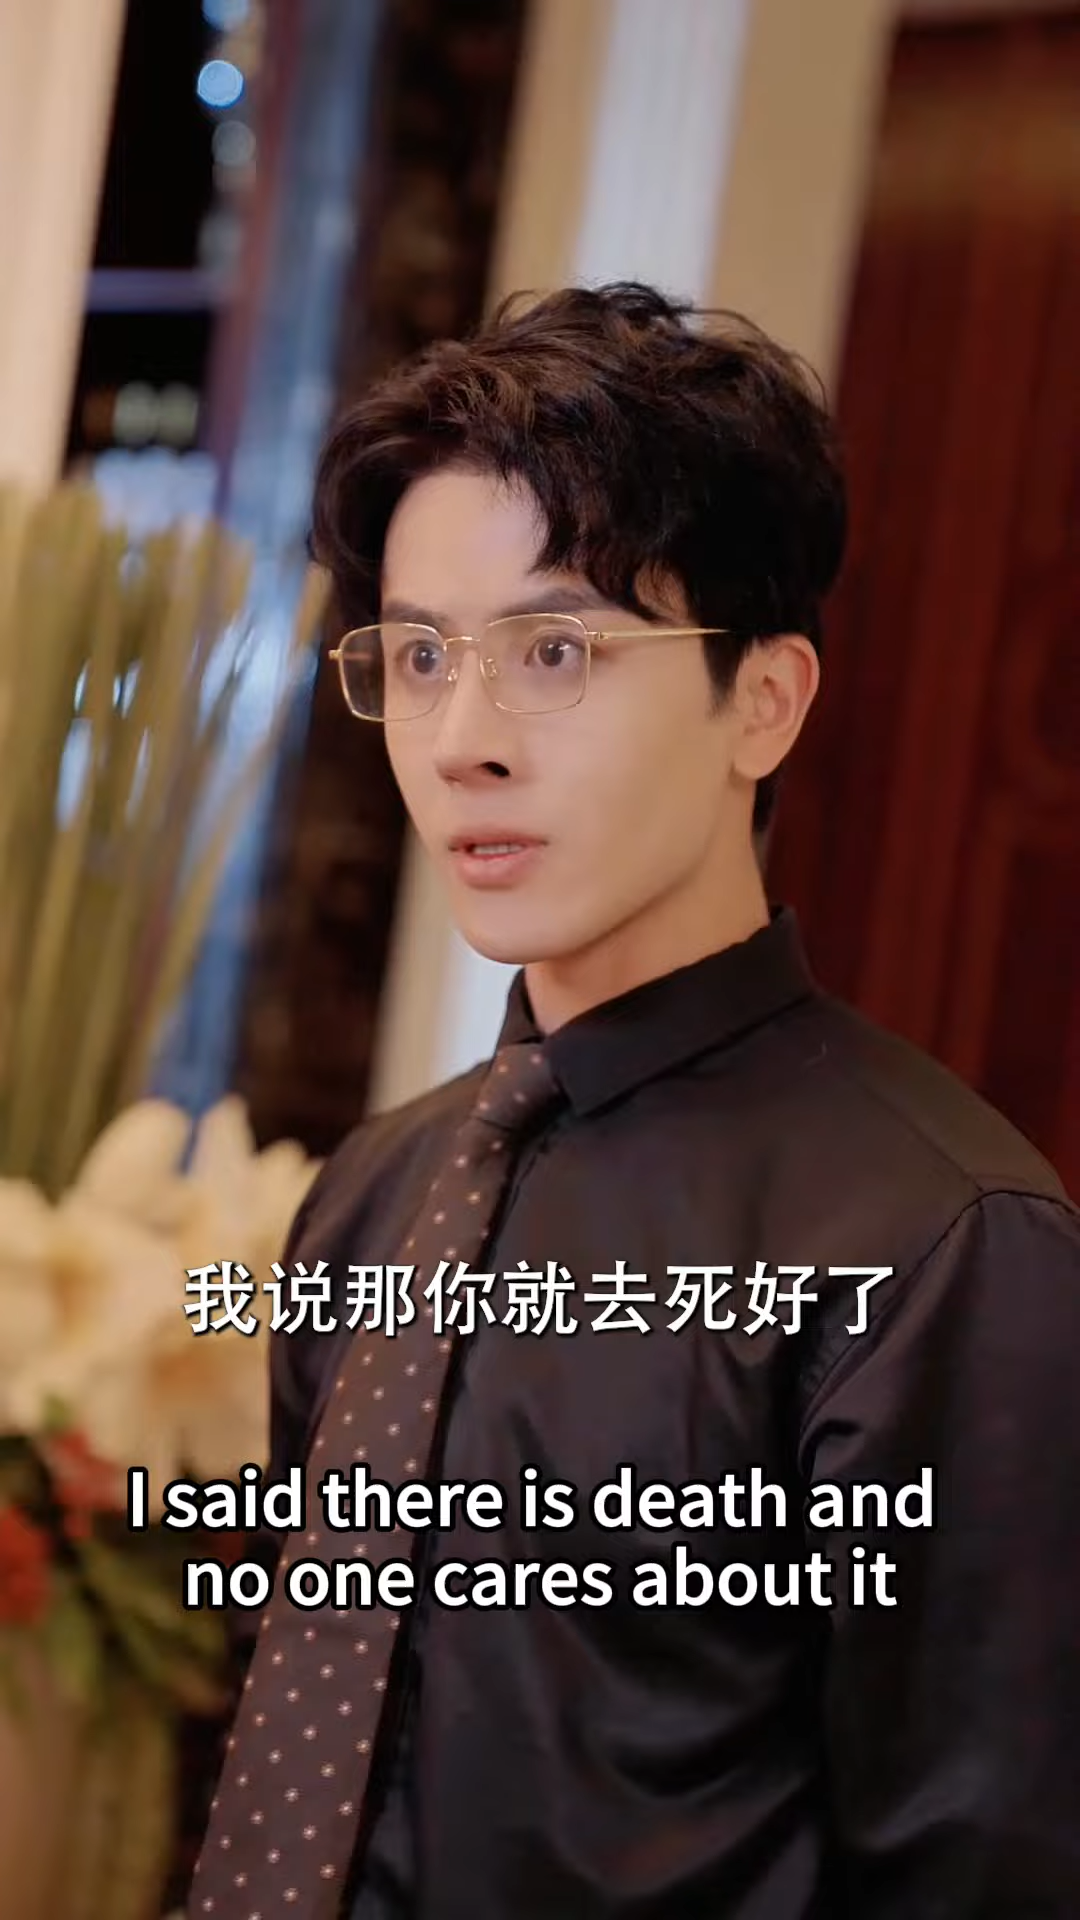 我说那你就去死好了
I said there is death and
no one cares about it